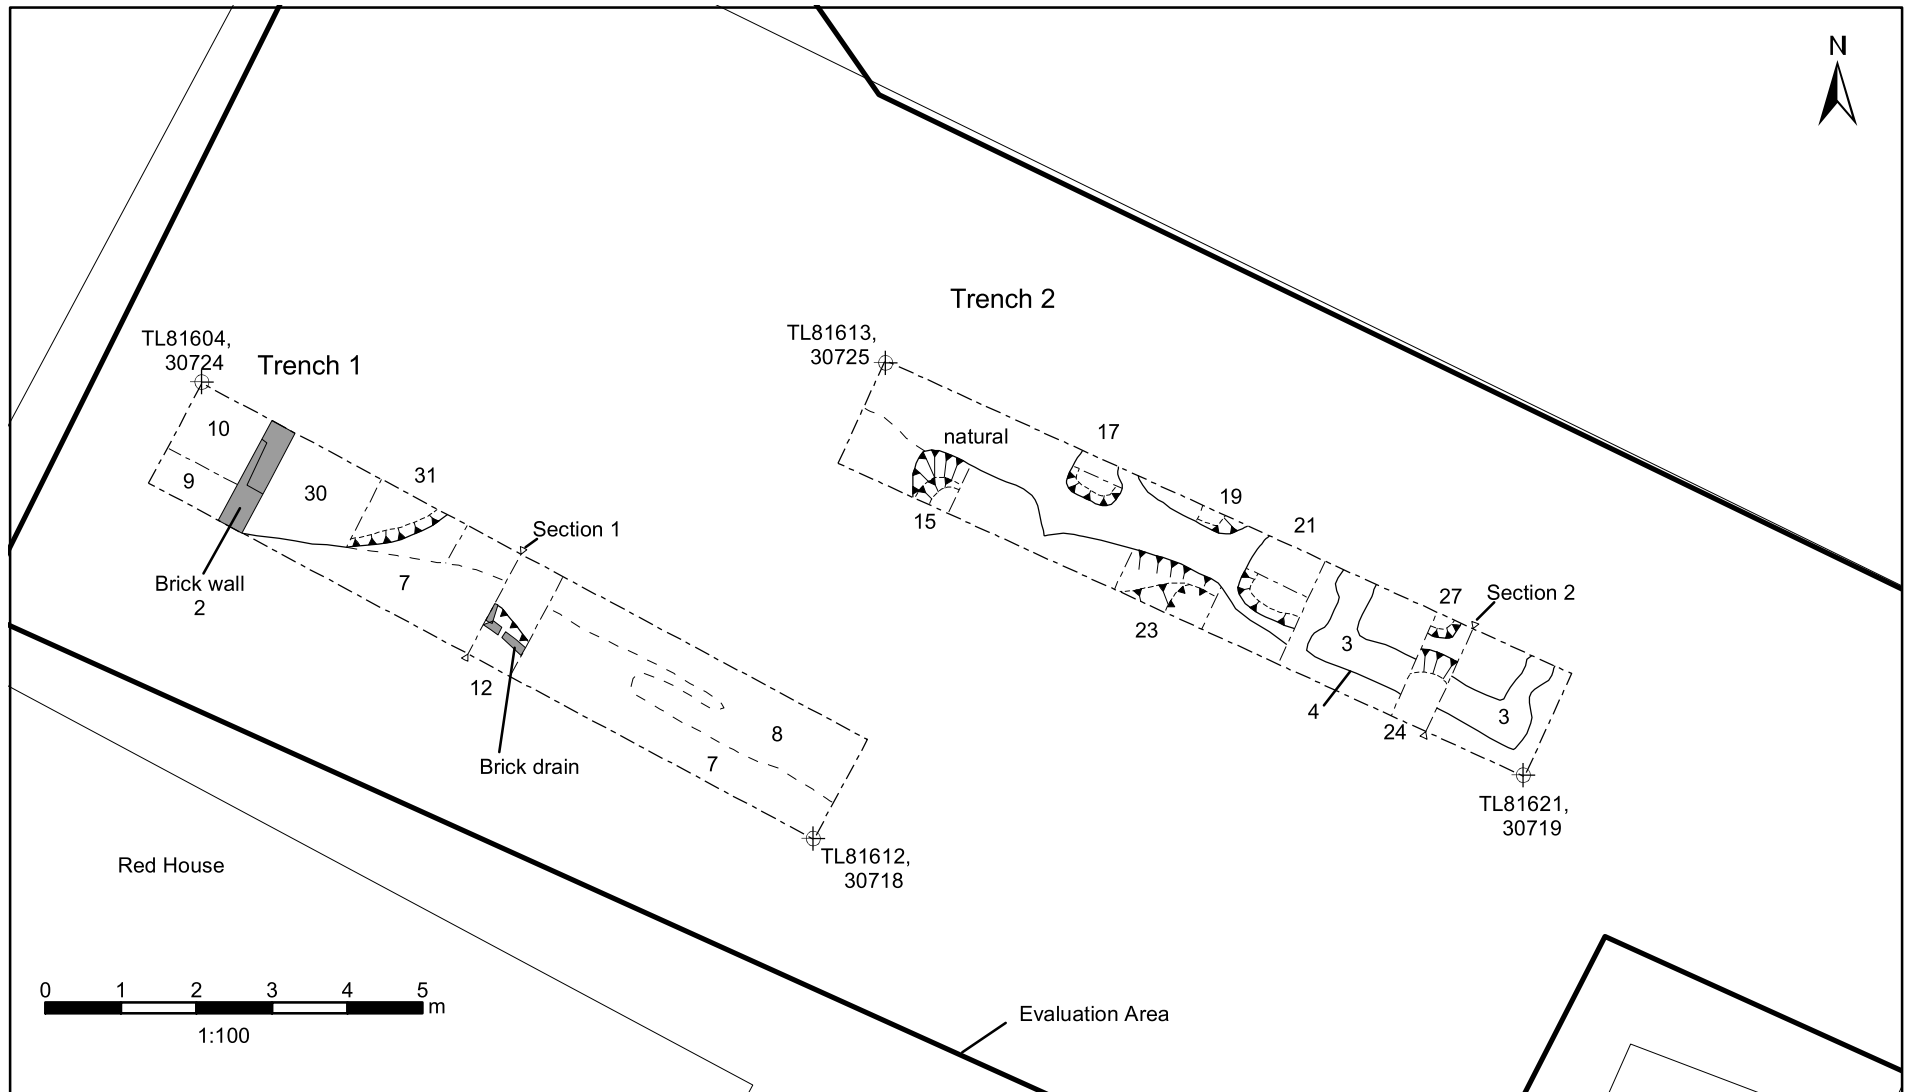 N
Trench 2
TL81613,
30725
TL81604,
30724
Trench 1
10
17
natural
9
30
31
19
15
21
Section 1
Brick wall
2
7
23
27
Section 2
3
12
4
3
24
8
7
Brick drain
TL81621,
30719
TL81612,
30718
Red House
0 1 2 3 4 5
m
1:100
Evaluation Area